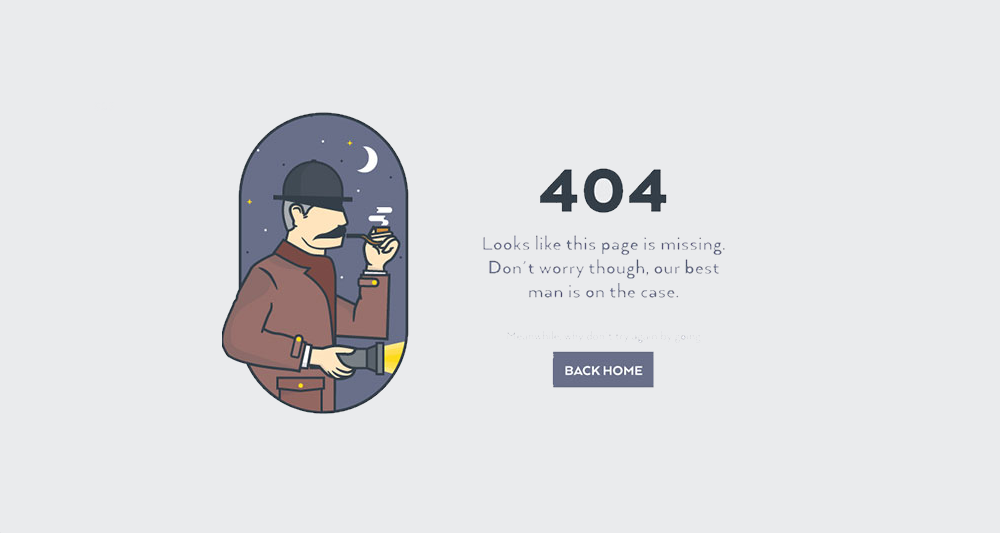 404
Looks like this page is missing.
Don't worry though, our best
man is on the case.
Meanwhile, why don't try again by going
BACK HOME